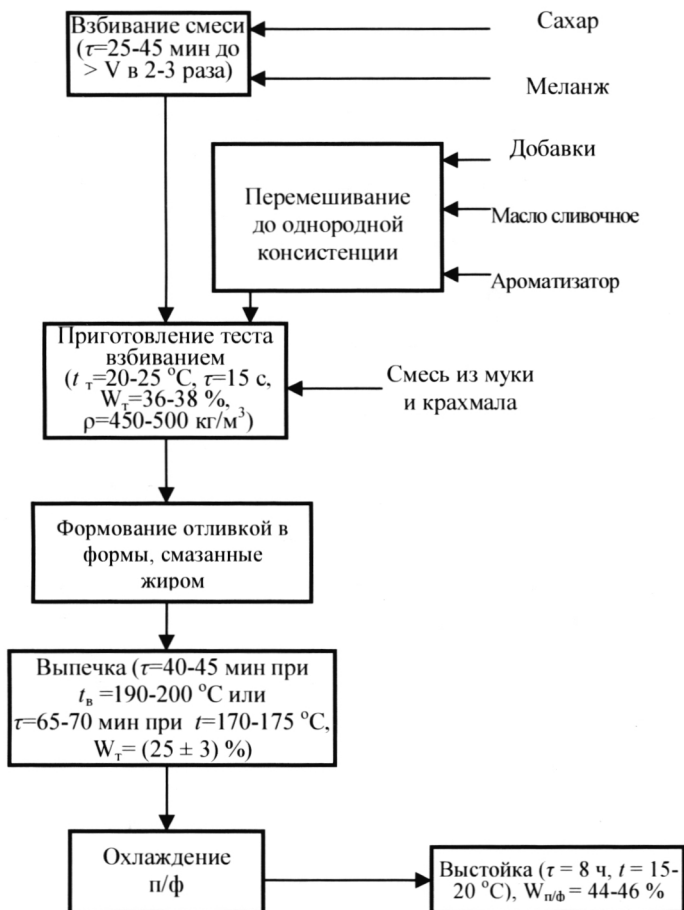 Взбивание смеси
(τ=25-45 мин до
> V в 2-3 раза)
Сахар
Меланж
Добавки
Перемешивание
до однородной
консистенции
Масло сливочное
Ароматизатор
Приготовление теста
взбиванием
(t т=20-25 °С, τ=15 с,
Wт=36-38 %,
ρ=450-500 кг/м³)
Смесь из муки
и крахмала
Формование отливкой в
формы, смазанные
жиром
Выпечка (τ=40-45 мин при
tв =190-200 °С или
τ=65-70 мин при t=170-175 °С,
Wт= (25 ± 3) %)
Охлаждение
п/ф
Выстойка (τ = 8 ч, t = 15-
20 °С), Wп/ф = 44-46 %